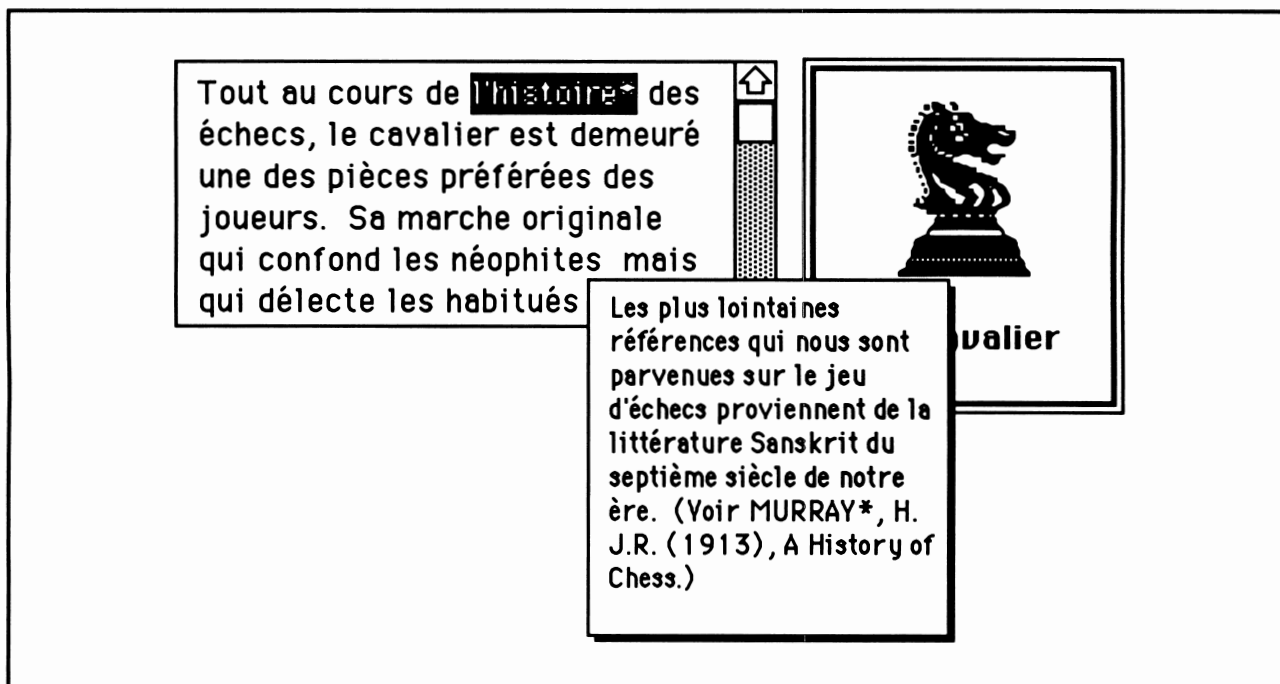 Tout au cours de l'histoire* des
échecs, le cavalier est demeuré
une des pièces préférées des
joueurs. Sa marche originale
qui confond les néophites mais
qui délecte les habitués
Les plus lointaines
références qui nous sont
parvenues sur le jeu
d'échecs proviennent de la
littérature Sanskrit du
septième siècle de notre
ère. (Voir MURRAY*, H.
J.R. (1913), A History of
Chess.)